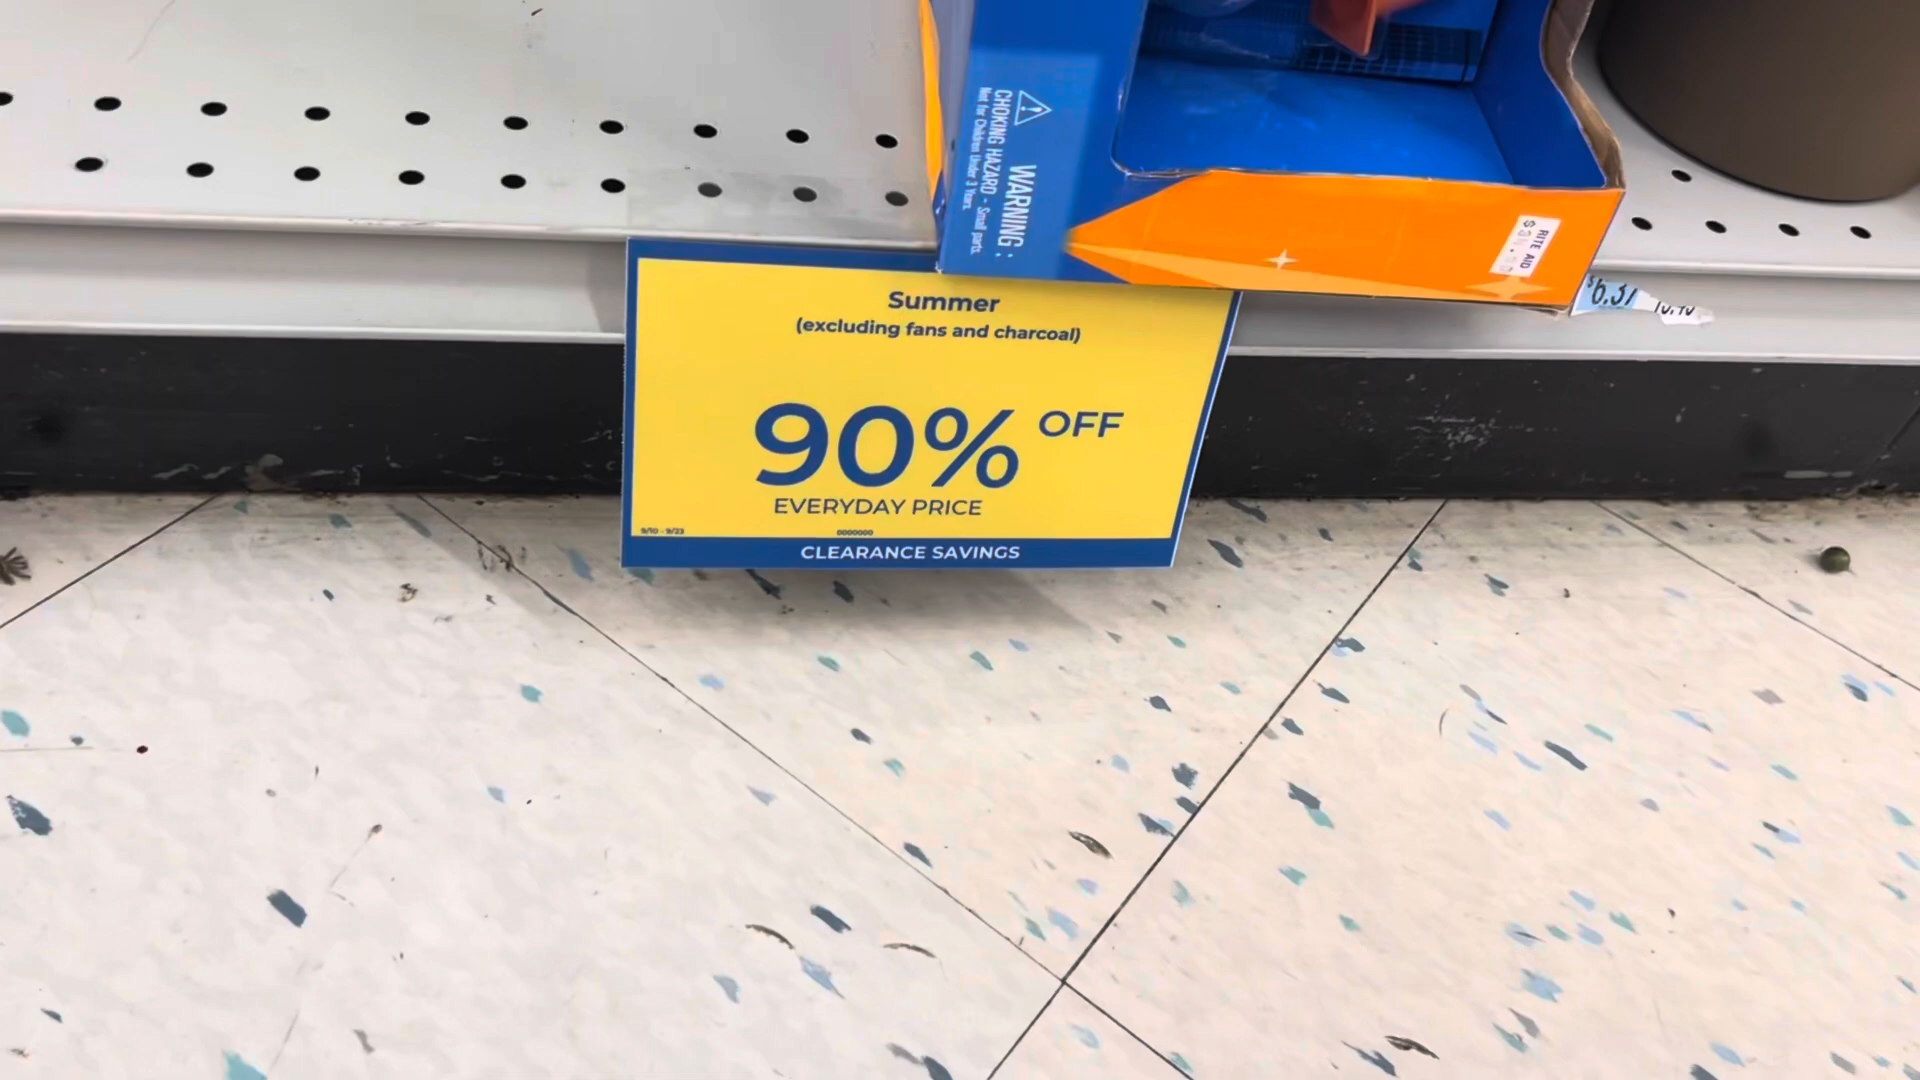 WARNING:
CHOKING HAZARD - Small parts.
Not for Children Under 3 Years.
RITE AID
Summer
(excluding fans and charcoal)
90% OFF
EVERYDAY PRICE
9/10 - 9/23
0000000
CLEARANCE SAVINGS